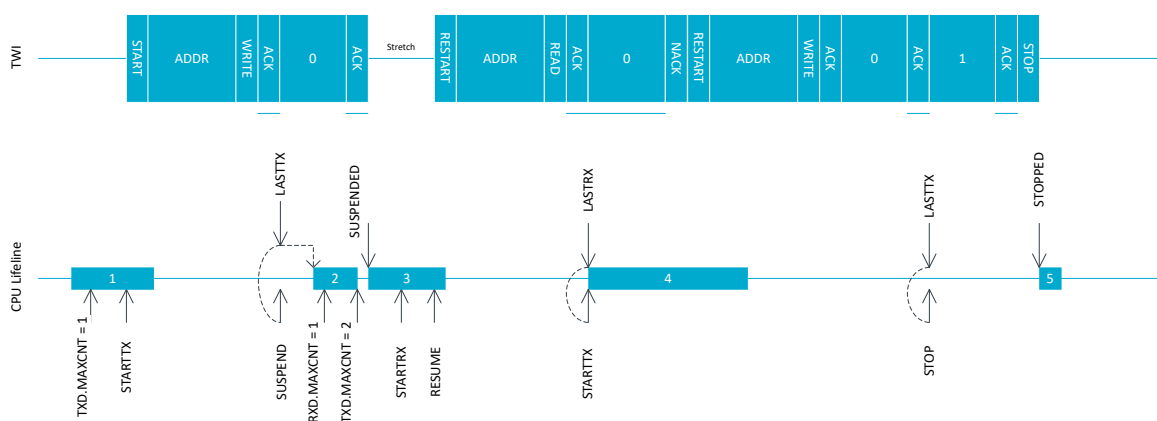 TWI
START
ADDR
WRITE
ACK
0
ACK
Stretch
RESTART
ADDR
READ
ACK
0
NACK
RESTART
ADDR
WRITE
ACK
0
ACK
1
ACK
STOP
CPU Lifeline
LASTTX
SUSPENDED
LASTRX
LASTTX
STOPPED
1
2
3
4
5
TXD.MAXCNT = 1
STARTTX
SUSPEND
RXD.MAXCNT = 1
TXD.MAXCNT = 2
STARTRX
RESUME
STARTTX
STOP